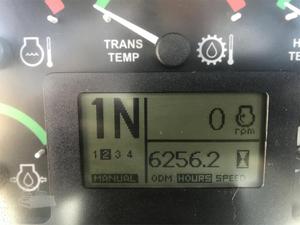 TRANS
TEMP
1N 0
rpm
1 2 3 4 6256.2
MANUAL ODM HOURS SPEED